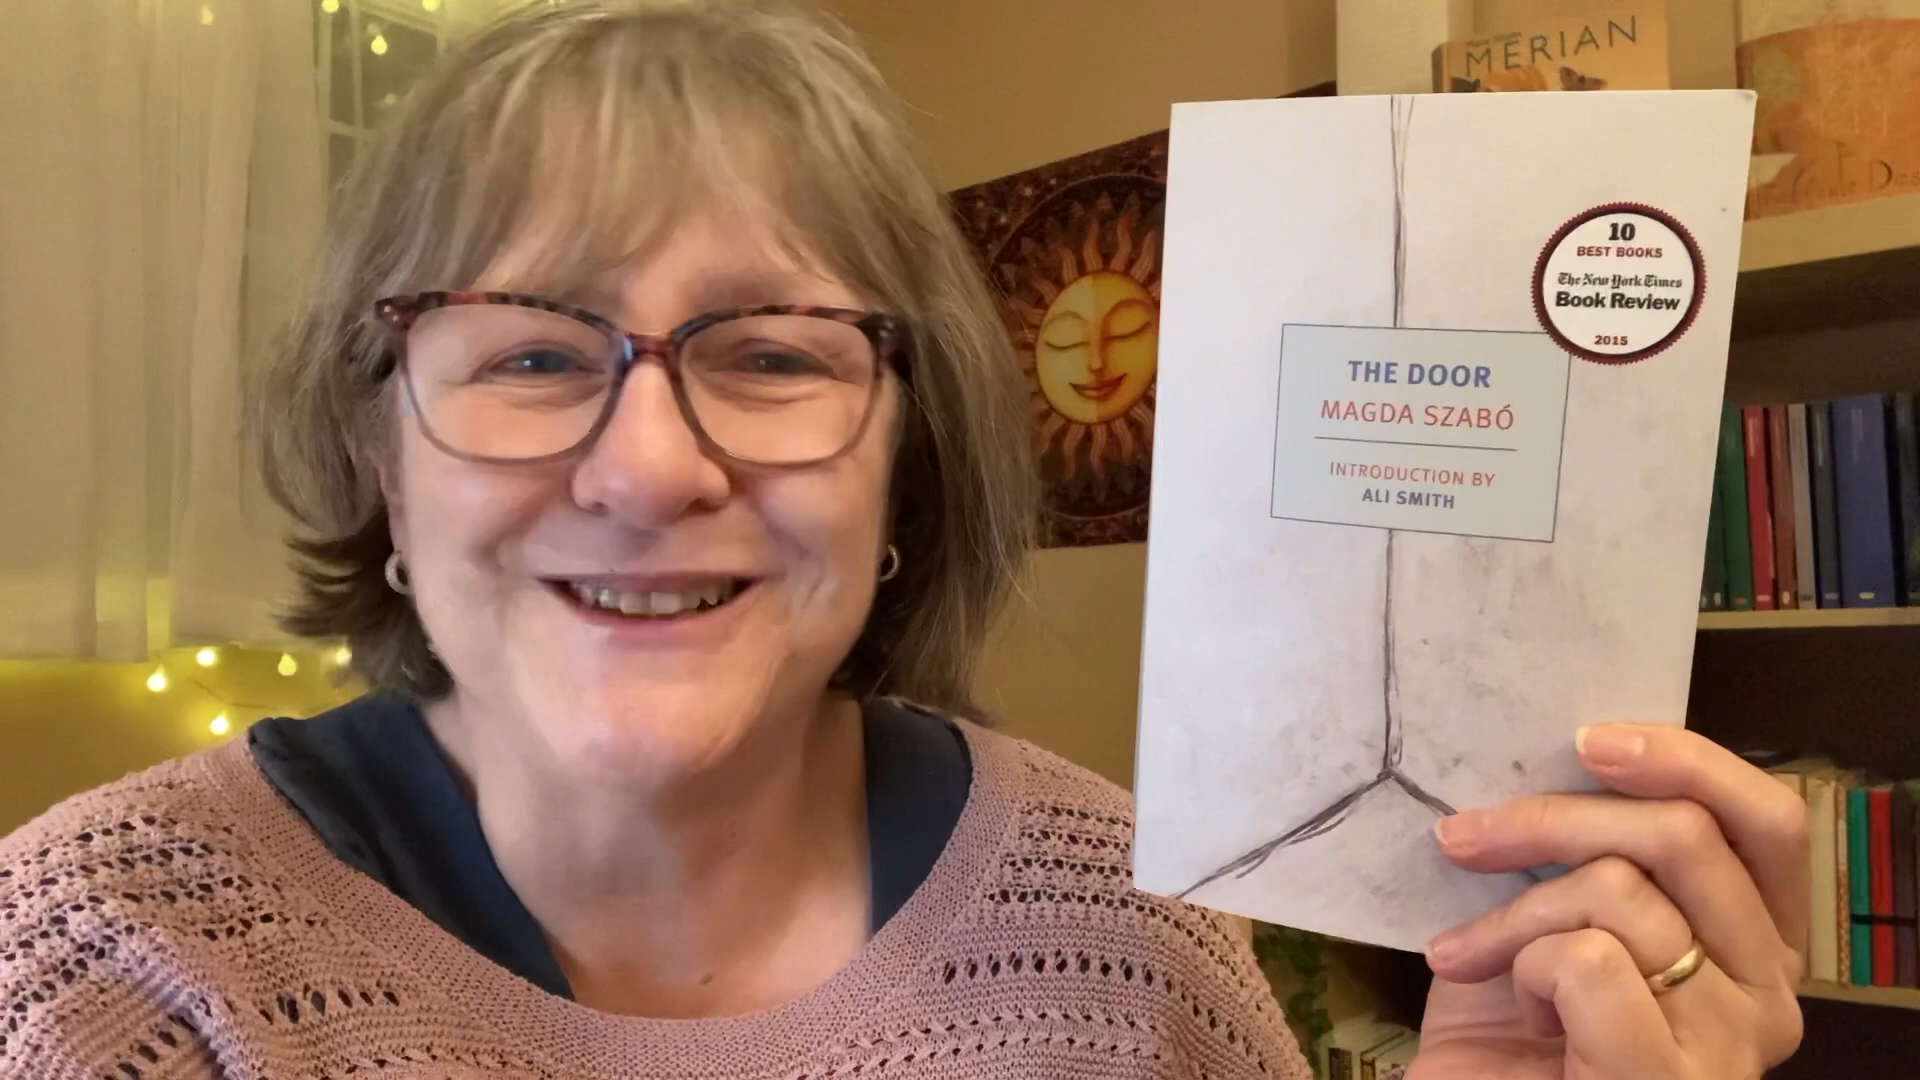 MERIAN
10
BEST BOOKS
The New York Times
Book Review
2015
THE DOOR
MAGDA SZABÓ
INTRODUCTION BY
ALI SMITH